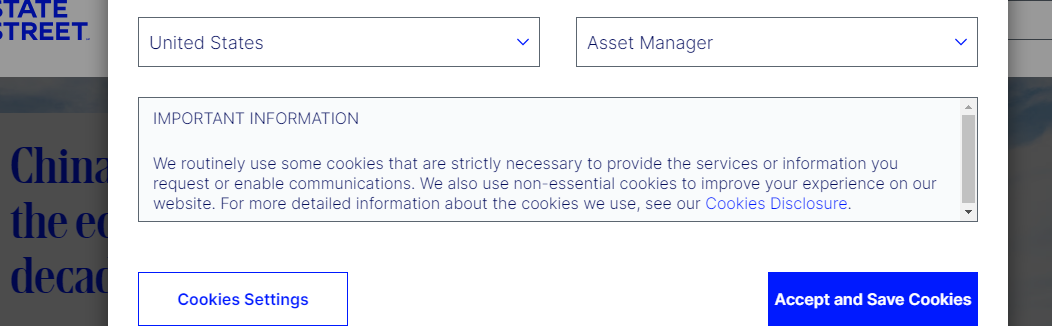 STATE
STREET
United States
Asset Manager
IMPORTANT INFORMATION
We routinely use some cookies that are strictly necessary to provide the services or information you
request or enable communications. We also use non-essential cookies to improve your experience on our
website. For more detailed information about the cookies we use, see our Cookies Disclosure.
China
the
Cookies Settings
Accept and Save Cookies